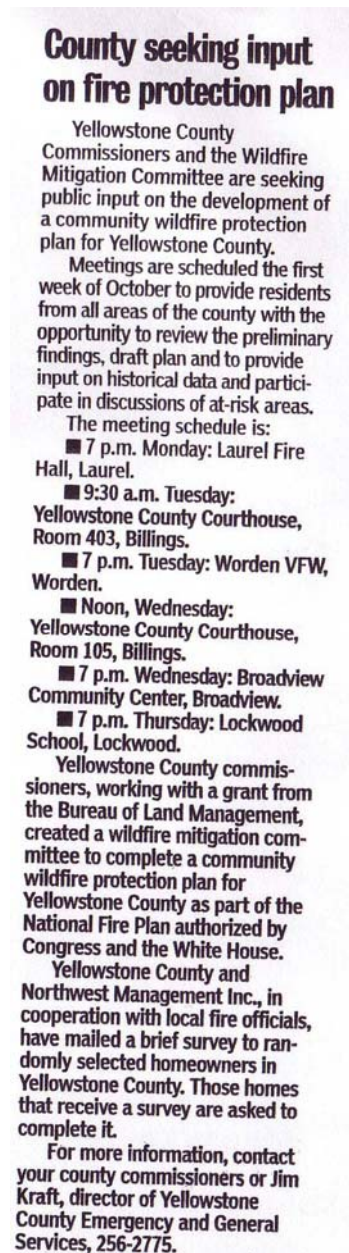 County seeking input
on fire protection plan
Yellowstone County
Commissioners and the Wildfire
Mitigation Committee are seeking
public input on the development of
a community wildfire protection
plan for Yellowstone County.
Meetings are scheduled the first
week of October to provide residents
from all areas of the county with the
opportunity to review the preliminary
findings, draft plan and to provide
input on historical data and partici-
pate in discussions of at-risk areas.
The meeting schedule is:
■ 7 p.m. Monday: Laurel Fire
Hall, Laurel.
■ 9:30 a.m. Tuesday:
Yellowstone County Courthouse,
Room 403, Billings.
■ 7 p.m. Tuesday: Worden VFW,
Worden.
■ Noon, Wednesday:
Yellowstone County Courthouse,
Room 105, Billings.
■ 7 p.m. Wednesday: Broadview
Community Center, Broadview.
■ 7 p.m. Thursday: Lockwood
School, Lockwood.
Yellowstone County commis-
sioners, working with a grant from
the Bureau of Land Management,
created a wildfire mitigation com-
mittee to complete a community
wildfire protection plan for
Yellowstone County as part of the
National Fire Plan authorized by
Congress and the White House.
Yellowstone County and
Northwest Management Inc., in
cooperation with local fire officials,
have mailed a brief survey to ran-
domly selected homeowners in
Yellowstone County. Those homes
that receive a survey are asked to
complete it.
For more information, contact
your county commissioners or Jim
Kraft, director of Yellowstone
County Emergency and General
Services, 256-2775.